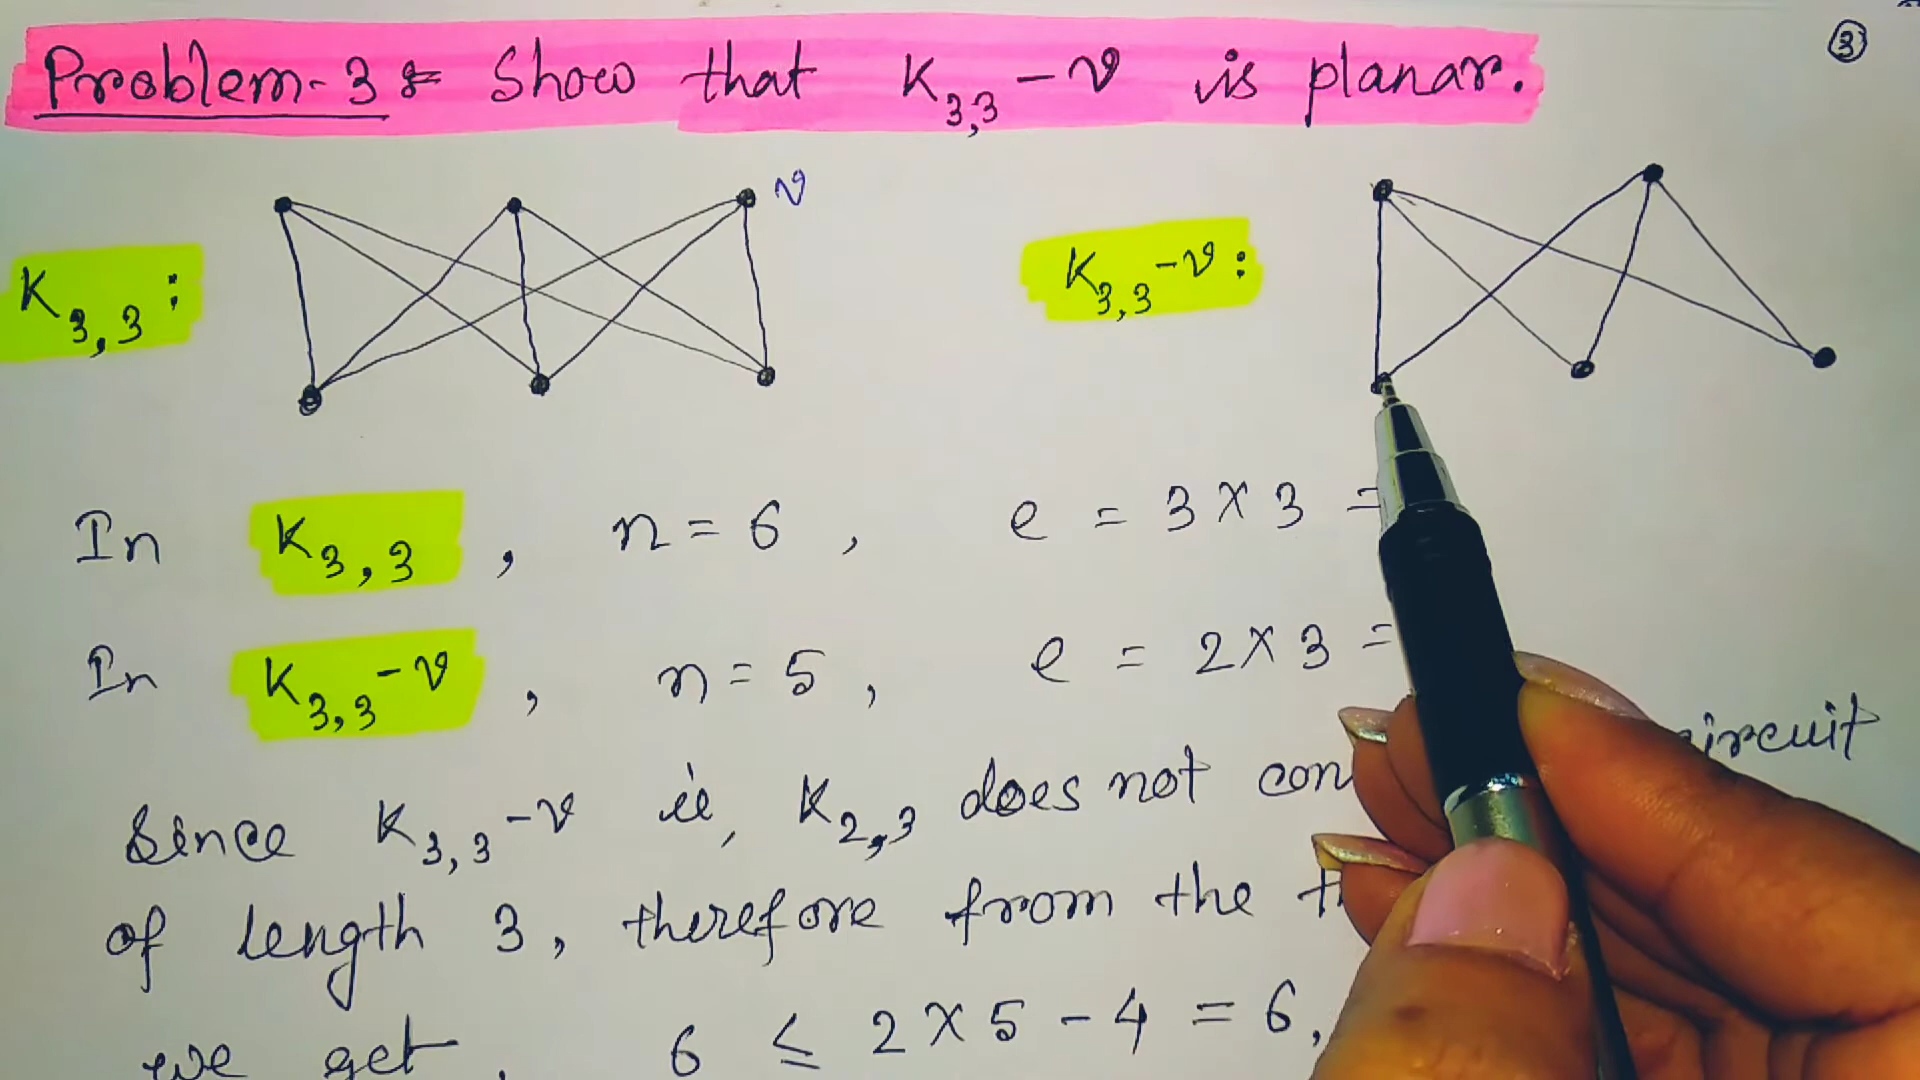 Problem-3 :- Show that K3,3 - v is planar.
3
v
K3,3 :
K3,3 - v :
In K3,3 , n = 6 , e = 3 × 3 =
In K3,3 - v , n = 5 , e = 2 × 3 =
Since K3,3 - v ie, K2,3 does not con circuit
of length 3, therefore from the
we get, 6 ≤ 2 × 5 - 4 = 6,